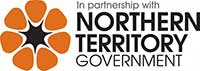 In partnership with
NORTHERN
TERRITORY
GOVERNMENT